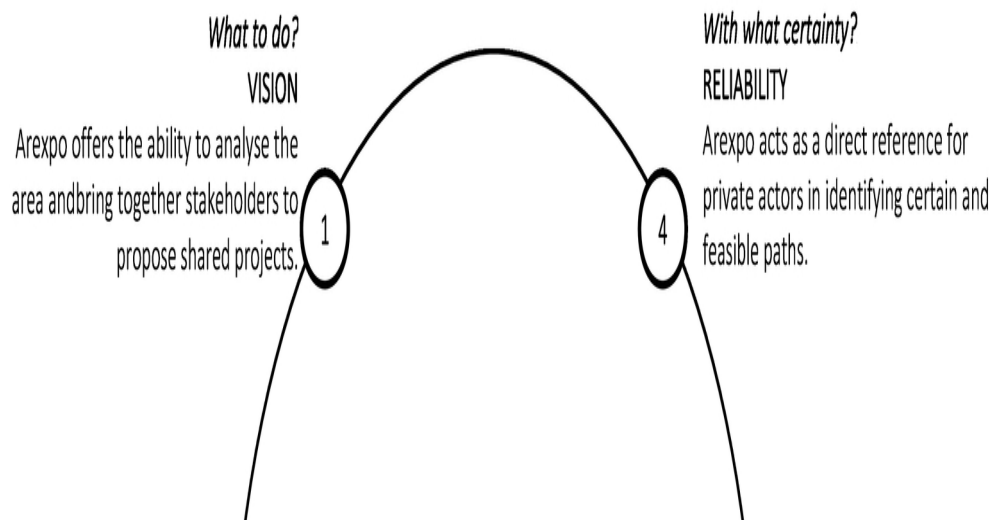 What to do?
VISION
Arexpo offers the ability to analyse the
area andbring together stakeholders to
propose shared projects.
1
With what certainty?
RELIABILITY
Arexpo acts as a direct reference for
private actors in identifying certain and
feasible paths.
4